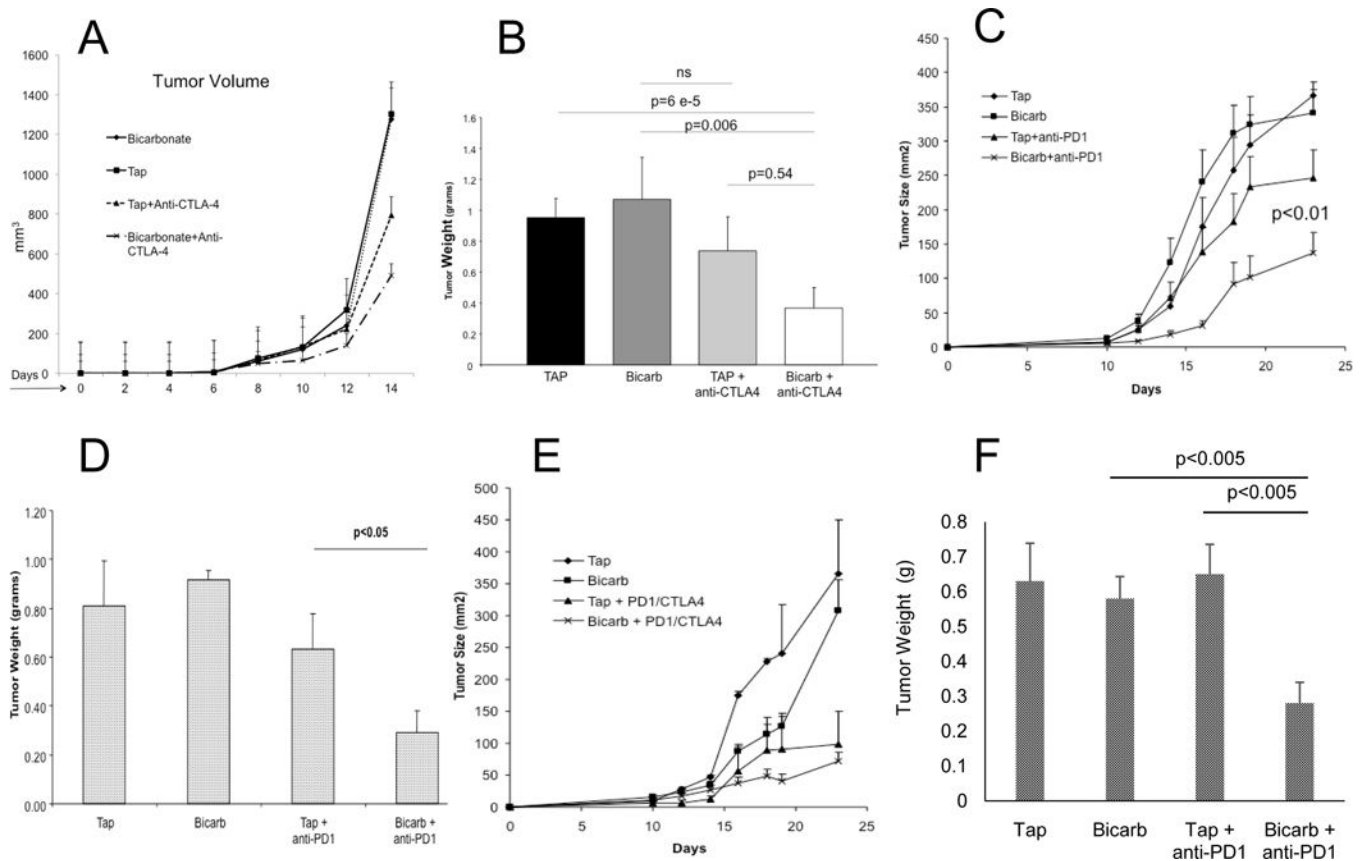 A
Tumor Volume
1600
1400
1200
1000
800
600
400
200
0
mm3
Bicarbonate
Tap
Tap+Anti-CTLA-4
Bicarbonate+Anti-
CTLA-4
Days
0 2 4 6 8 10 12 14
B
ns
p=6 e-5
p=0.006
p=0.54
Tumor Weight (grams)
1.6
1.4
1.2
1
0.8
0.6
0.4
0.2
0
TAP Bicarb TAP + Bicarb +
anti-CTLA4 anti-CTLA4
C
450
400
350
300
250
200
150
100
50
0
Tumor Size (mm2)
Tap
Bicarb
Tap+anti-PD1
Bicarb+anti-PD1
p<0.01
0 5 10 15 20 25
Days
D
p<0.05
Tumor Weight (grams)
1.20
1.00
0.80
0.60
0.40
0.20
0.00
Tap Bicarb Tap + Bicarb +
anti-PD1 anti-PD1
E
500
450
400
350
300
250
200
150
100
50
0
Tumor Size (mm2)
Tap
Bicarb
Tap + PD1/CTLA4
Bicarb + PD1/CTLA4
0 5 10 15 20 25
Days
F
p<0.005
p<0.005
Tumor Weight (g)
0.8
0.7
0.6
0.5
0.4
0.3
0.2
0.1
0
Tap Bicarb Tap + Bicarb +
anti-PD1 anti-PD1